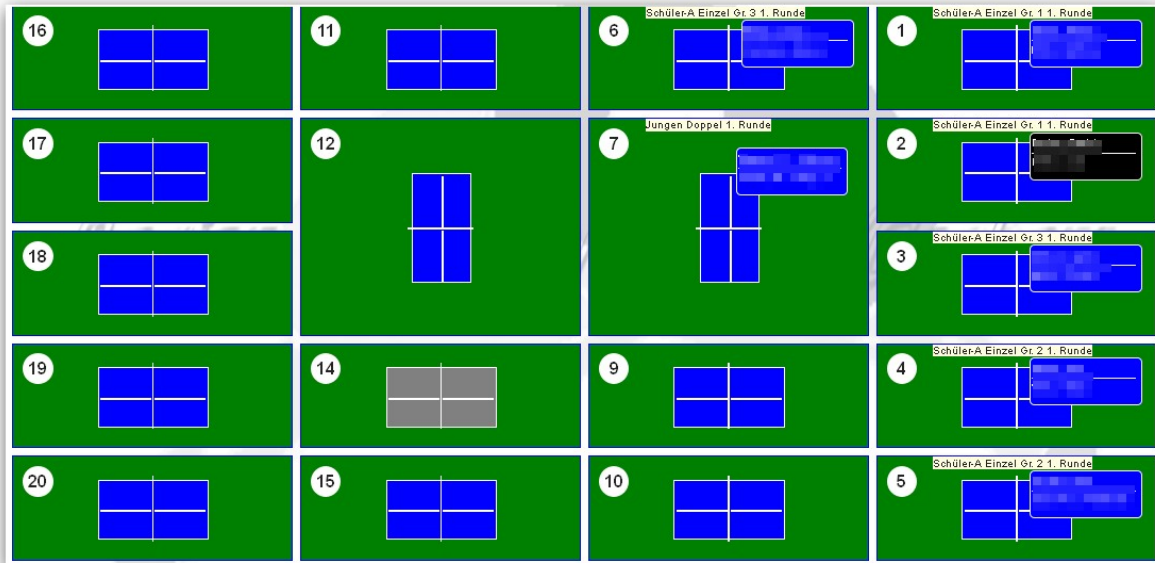 16
11
6
Schüler-A Einzel Gr. 3 1. Runde
1
Schüler-A Einzel Gr. 1 1. Runde
17
12
7
Jungen Doppel 1. Runde
2
Schüler-A Einzel Gr. 1 1. Runde
18
3
Schüler-A Einzel Gr. 3 1. Runde
19
14
9
4
Schüler-A Einzel Gr. 2 1. Runde
20
15
10
5
Schüler-A Einzel Gr. 2 1. Runde